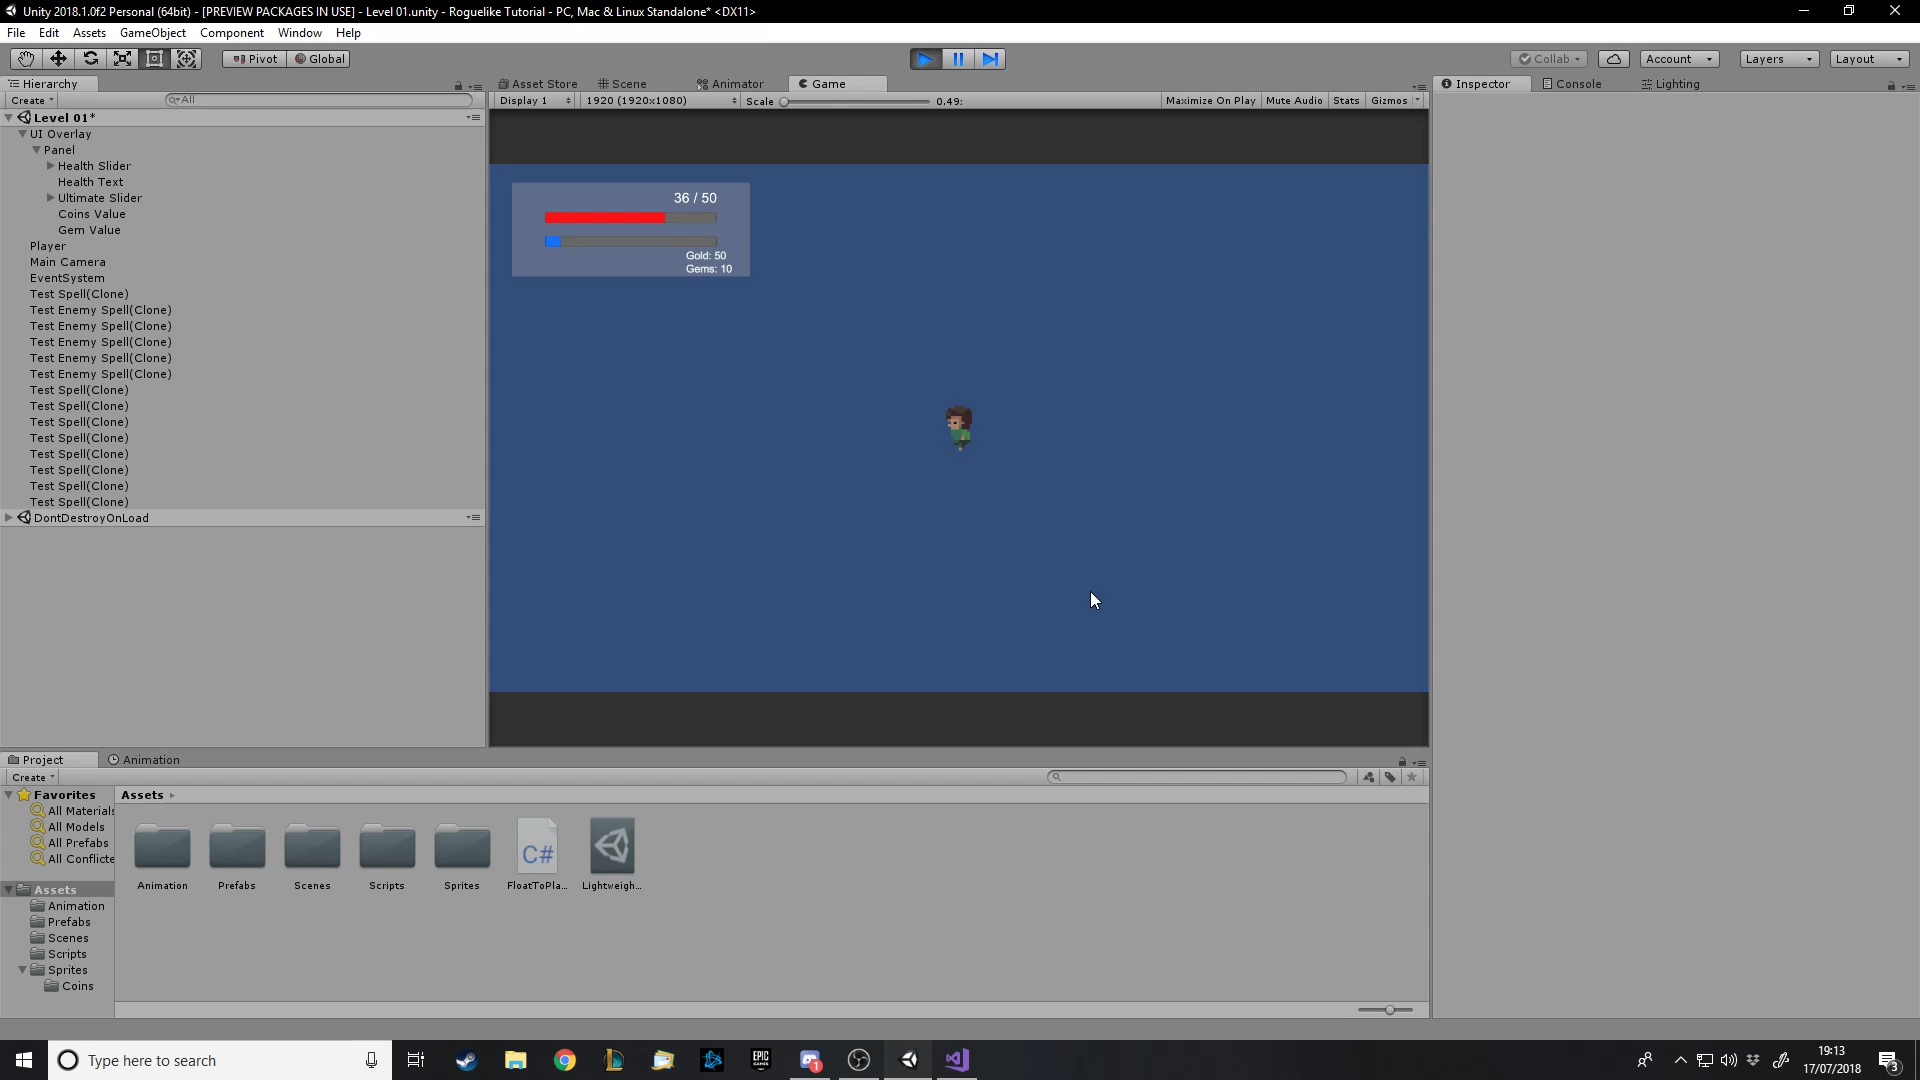 Unity 2018.1.0f2 Personal (64bit) - [PREVIEW PACKAGES IN USE] - Level 01.unity - Roguelike Tutorial - PC, Mac & Linux Standalone* <DX11>
File Edit Assets GameObject Component Window Help
Pivot Global Collab Account Layers Layout
Hierarchy Asset Store Scene Animator Game Inspector Console Lighting
Create All Display 1 1920 (1920x1080) Scale 0.49: Maximize On Play Mute Audio Stats Gizmos
Level 01*
UI Overlay
Panel
Health Slider
Health Text
Ultimate Slider
Coins Value
Gem Value
Player
Main Camera
EventSystem
Test Spell(Clone)
Test Enemy Spell(Clone)
Test Enemy Spell(Clone)
Test Enemy Spell(Clone)
Test Enemy Spell(Clone)
Test Enemy Spell(Clone)
Test Spell(Clone)
Test Spell(Clone)
Test Spell(Clone)
Test Spell(Clone)
Test Spell(Clone)
Test Spell(Clone)
Test Spell(Clone)
Test Spell(Clone)
DontDestroyOnLoad
36 / 50
Gold: 50
Gems: 10
Project Animation
Create
Favorites
All Materials
All Models
All Prefabs
All Conflicte
Assets
Animation
Prefabs
Scenes
Scripts
Sprites
Coins
Assets
C#
Animation Prefabs Scenes Scripts Sprites FloatToPla... Lightweigh...
Type here to search
EPIC GAMES
1
19:13
17/07/2018
3